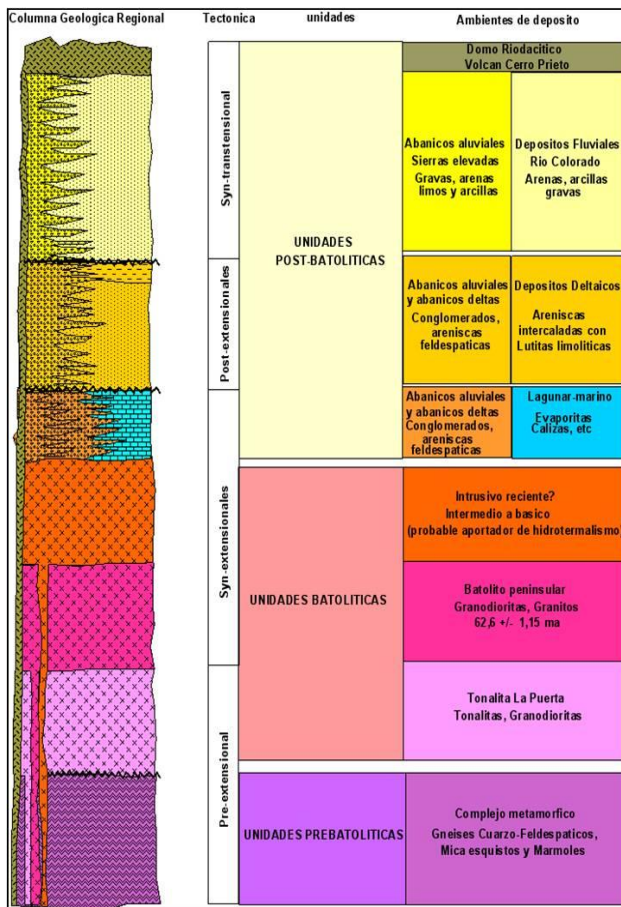 Columna Geologica Regional
Tectonica
unidades
Ambientes de deposito
Domo Riodacitico
Volcan Cerro Prieto
Syn-transtensional
Abanicos aluviales
Sierras elevadas
Gravas, arenas
limos y arcillas
Depositos Fluviales
Rio Colorado
Arenas, arcillas
gravas
UNIDADES
POST-BATOLITICAS
Post-extensionales
Abanicos aluviales
y abanicos deltas
Conglomerados,
areniscas
feldespaticas
Depositos Deltaicos
Areniscas
intercaladas con
Lutitas limoliticas
Syn-extensionales
Abanicos aluviales
y abanicos deltas
Conglomerados,
areniscas
feldespaticas
Lagunar-marino
Evaporitas
Calizas, etc
UNIDADES BATOLITICAS
Intrusivo reciente?
Intermedio a basico
(probable aportador de hidrotermalismo)
Batolito peninsular
Granodioritas, Granitos
62,6 +/- 1,15 ma
Pre-extensional
Tonalita La Puerta
Tonalitas, Granodioritas
UNIDADES PREBATOLITICAS
Complejo metamorfico
Gneises Cuarzo-Feldespaticos,
Mica esquistos y Marmoles